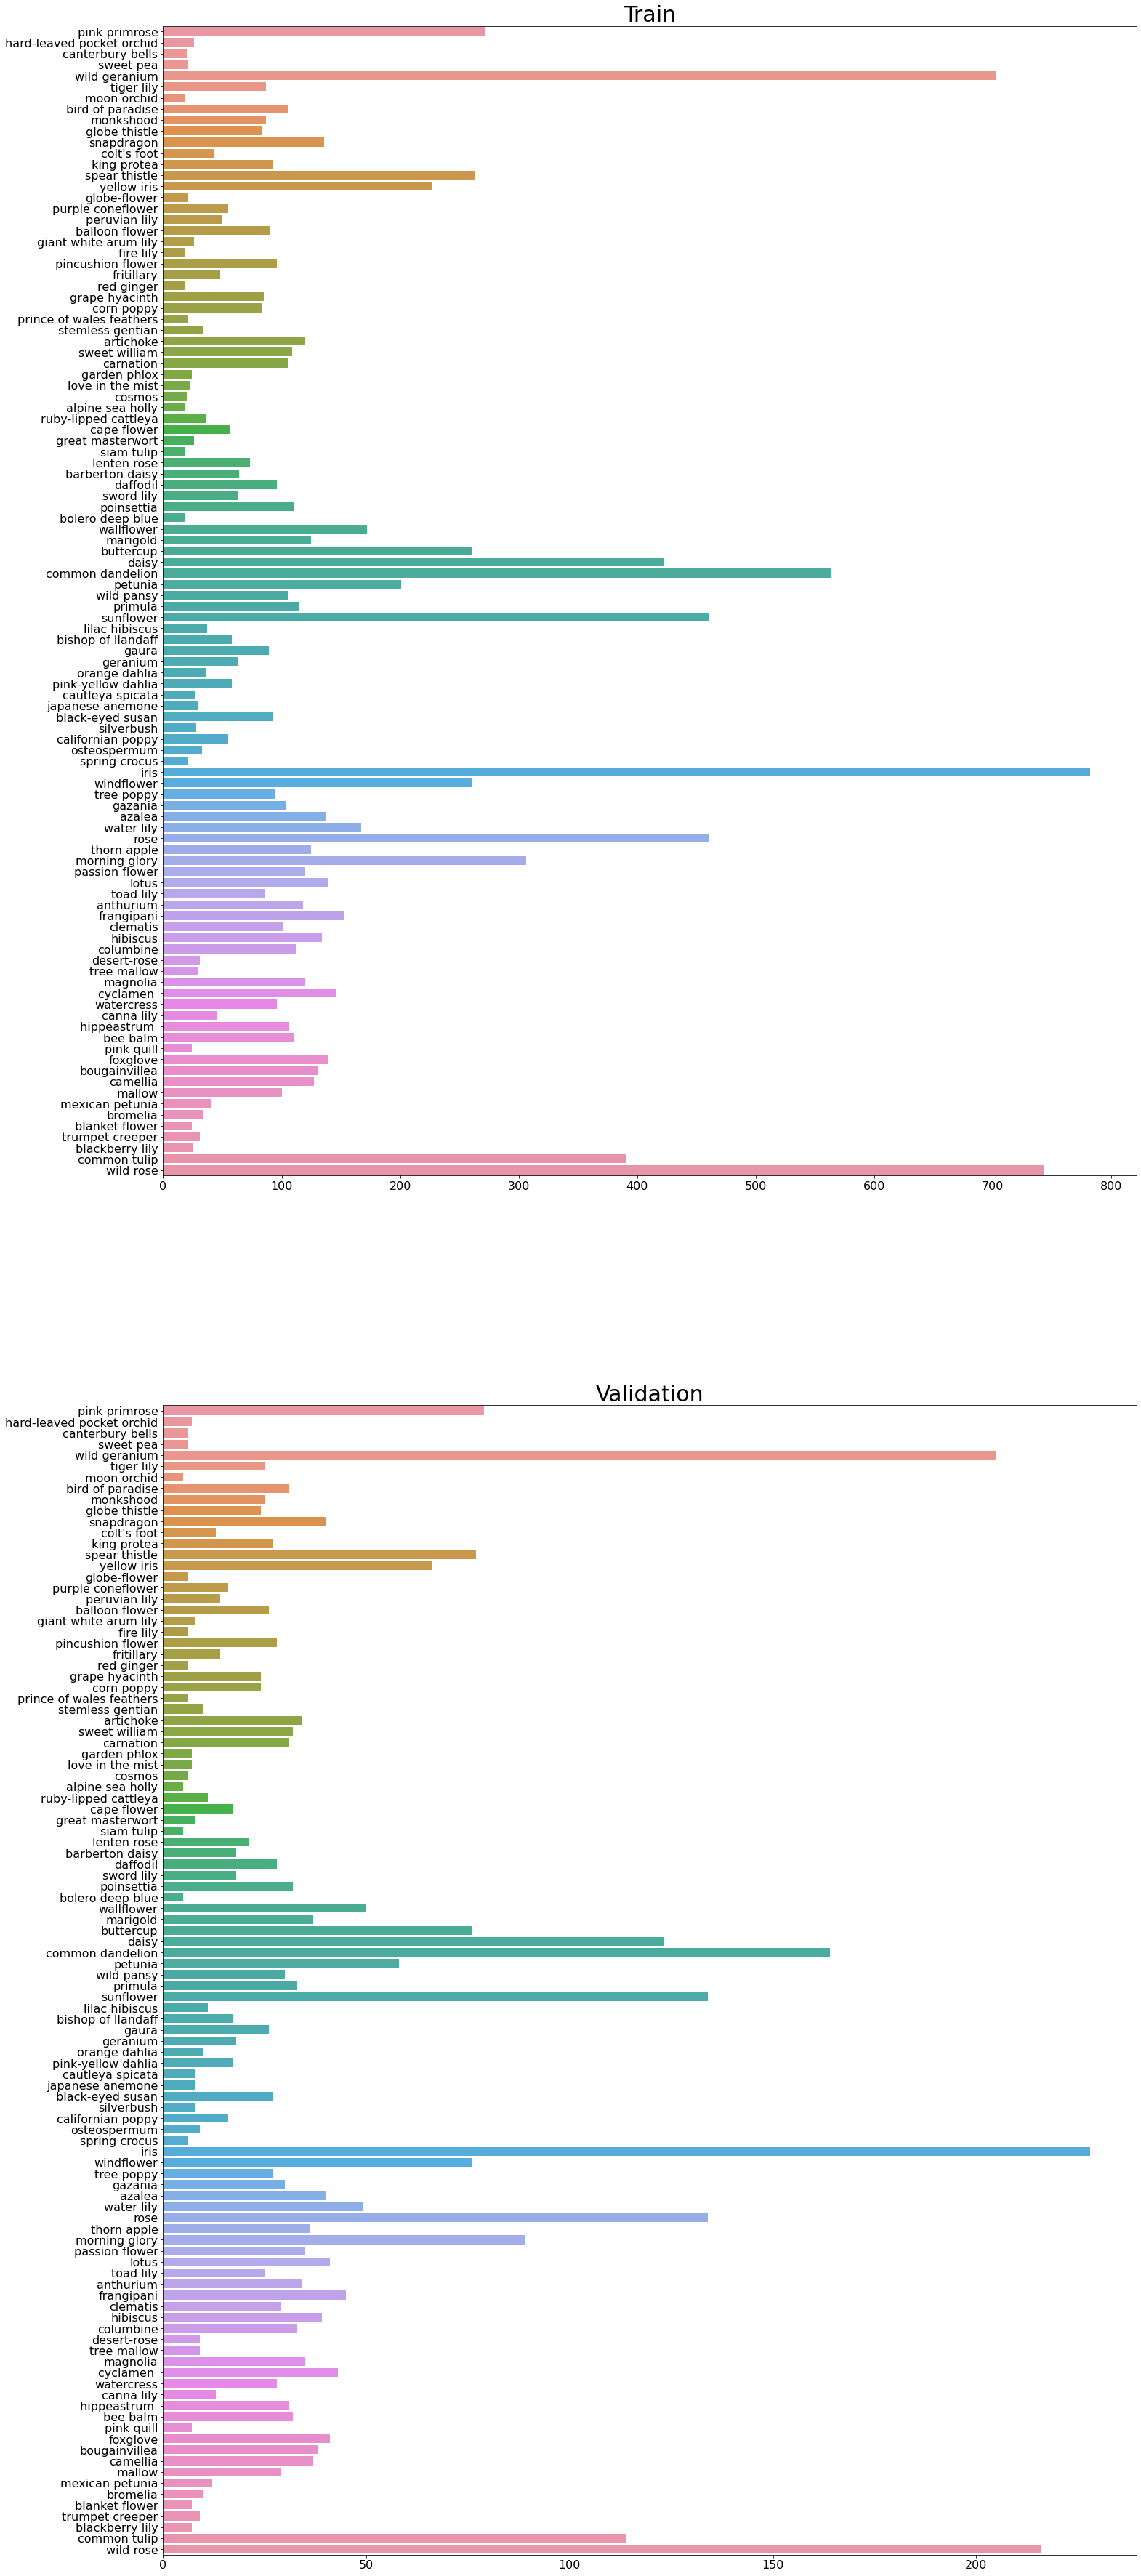 Train
pink primrose
hard-leaved pocket orchid
canterbury bells
sweet pea
wild geranium
tiger lily
moon orchid
bird of paradise
monkshood
globe thistle
snapdragon
colt's foot
king protea
spear thistle
yellow iris
globe-flower
purple coneflower
peruvian lily
balloon flower
giant white arum lily
fire lily
pincushion flower
fritillary
red ginger
grape hyacinth
corn poppy
prince of wales feathers
stemless gentian
artichoke
sweet william
carnation
garden phlox
love in the mist
cosmos
alpine sea holly
ruby-lipped cattleya
cape flower
great masterwort
siam tulip
lenten rose
barberton daisy
daffodil
sword lily
poinsettia
bolero deep blue
wallflower
marigold
buttercup
daisy
common dandelion
petunia
wild pansy
primula
sunflower
lilac hibiscus
bishop of llandaff
gaura
geranium
orange dahlia
pink-yellow dahlia
cautleya spicata
japanese anemone
black-eyed susan
silverbush
californian poppy
osteospermum
spring crocus
iris
windflower
tree poppy
gazania
azalea
water lily
rose
thorn apple
morning glory
passion flower
lotus
toad lily
anthurium
frangipani
clematis
hibiscus
columbine
desert-rose
tree mallow
magnolia
cyclamen
watercress
canna lily
hippeastrum
bee balm
pink quill
foxglove
bougainvillea
camellia
mallow
mexican petunia
bromelia
blanket flower
trumpet creeper
blackberry lily
common tulip
wild rose
0 100 200 300 400 500 600 700 800
Validation
pink primrose
hard-leaved pocket orchid
canterbury bells
sweet pea
wild geranium
tiger lily
moon orchid
bird of paradise
monkshood
globe thistle
snapdragon
colt's foot
king protea
spear thistle
yellow iris
globe-flower
purple coneflower
peruvian lily
balloon flower
giant white arum lily
fire lily
pincushion flower
fritillary
red ginger
grape hyacinth
corn poppy
prince of wales feathers
stemless gentian
artichoke
sweet william
carnation
garden phlox
love in the mist
cosmos
alpine sea holly
ruby-lipped cattleya
cape flower
great masterwort
siam tulip
lenten rose
barberton daisy
daffodil
sword lily
poinsettia
bolero deep blue
wallflower
marigold
buttercup
daisy
common dandelion
petunia
wild pansy
primula
sunflower
lilac hibiscus
bishop of llandaff
gaura
geranium
orange dahlia
pink-yellow dahlia
cautleya spicata
japanese anemone
black-eyed susan
silverbush
californian poppy
osteospermum
spring crocus
iris
windflower
tree poppy
gazania
azalea
water lily
rose
thorn apple
morning glory
passion flower
lotus
toad lily
anthurium
frangipani
clematis
hibiscus
columbine
desert-rose
tree mallow
magnolia
cyclamen
watercress
canna lily
hippeastrum
bee balm
pink quill
foxglove
bougainvillea
camellia
mallow
mexican petunia
bromelia
blanket flower
trumpet creeper
blackberry lily
common tulip
wild rose
0 50 100 150 200